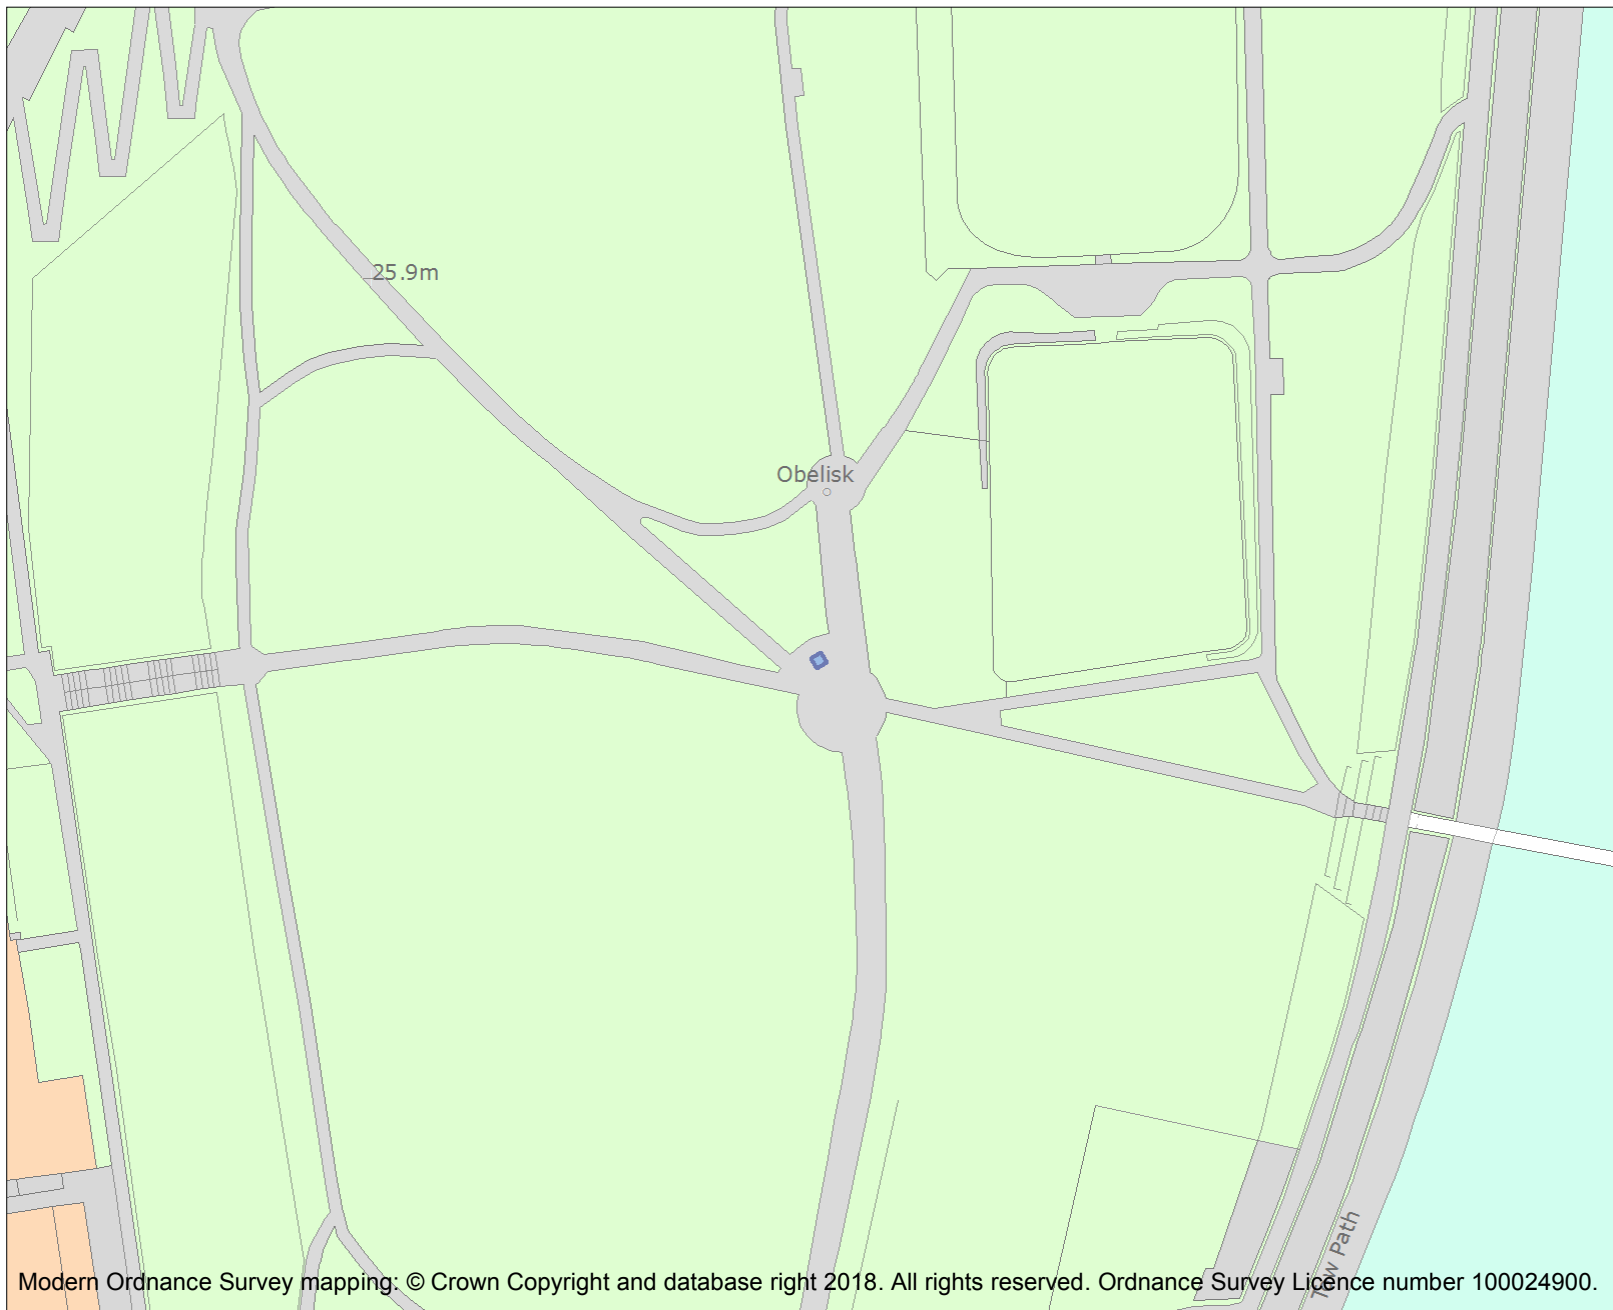 25.9m
Obelisk
Tow Path
Modern Ordnance Survey mapping: © Crown Copyright and database right 2018. All rights reserved. Ordnance Survey Licence number 100024900.